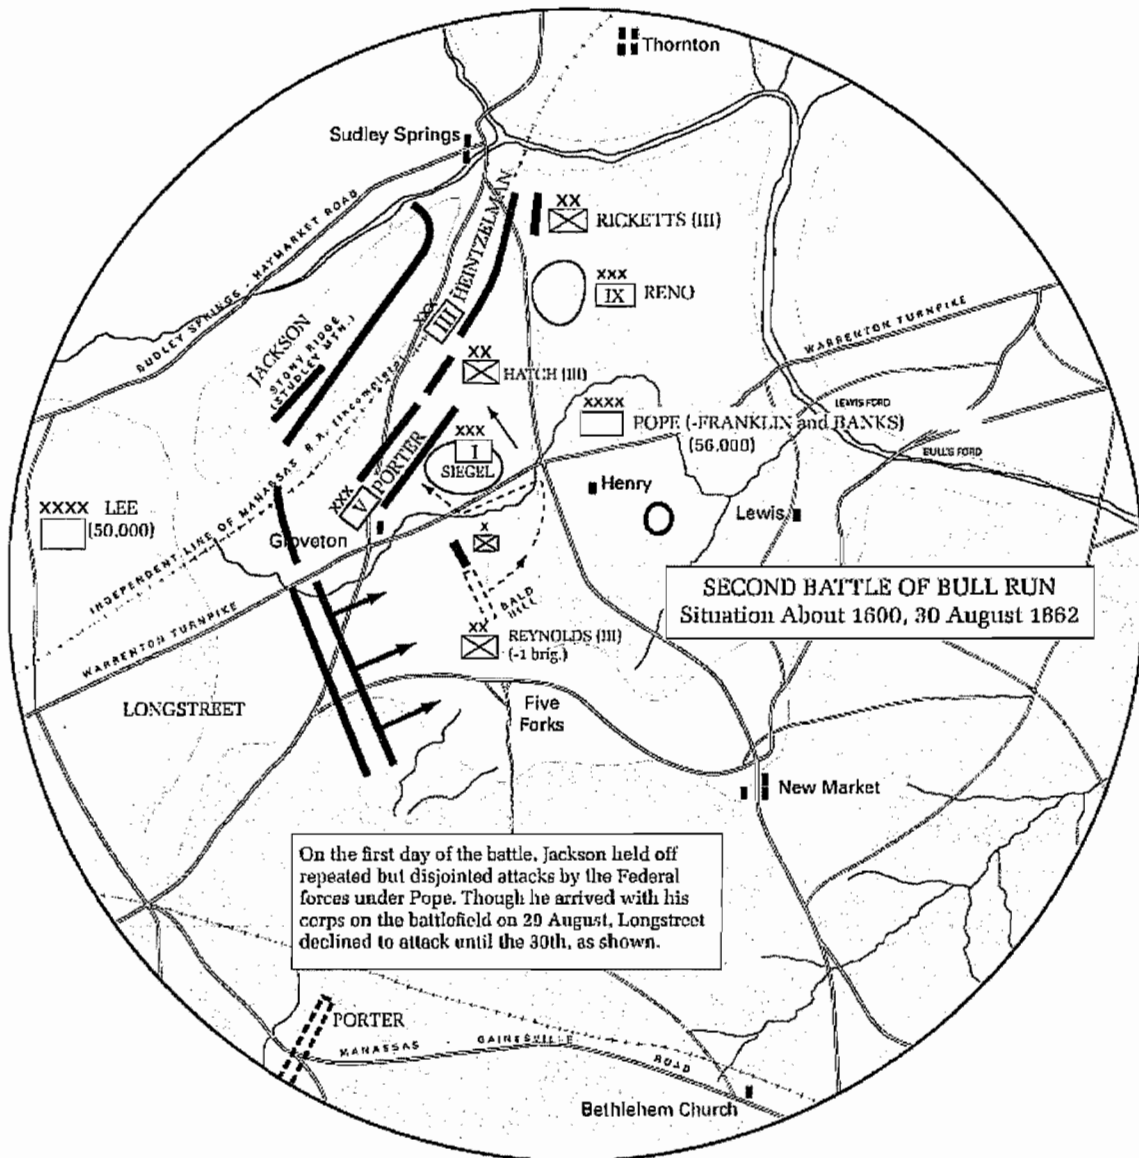 Thornton
Sudley Springs
SUDLEY SPRINGS - HAYMARKET ROAD
XX
RICKETTS (III)
XXX
IX RENO
XXX
III HEINTZELMAN
JACKSON
STONY RIDGE
(STUDLEY MTN.)
WARRENTON TURNPIKE
XX
HATCH (III)
LEWIS FORD
XXXX
POPE (-FRANKLIN and BANKS)
(56,000)
BULL'S FORD
XXX
I
SIEGEL
XXX
V PORTER
Henry
Lewis
XXXX LEE
(50,000)
Groveton
X
INDEPENDENT LINE OF MANASSAS R.R. (Incomplete)
SECOND BATTLE OF BULL RUN
Situation About 1600, 30 August 1862
BALD
HILL
WARRENTON TURNPIKE
XX
REYNOLDS (III)
(-1 brig.)
LONGSTREET
Five
Forks
New Market
On the first day of the battle, Jackson held off
repeated but disjointed attacks by the Federal
forces under Pope. Though he arrived with his
corps on the battlefield on 29 August, Longstreet
declined to attack until the 30th, as shown.
PORTER
MANASSAS - GAINESVILLE ROAD
Bethlehem Church